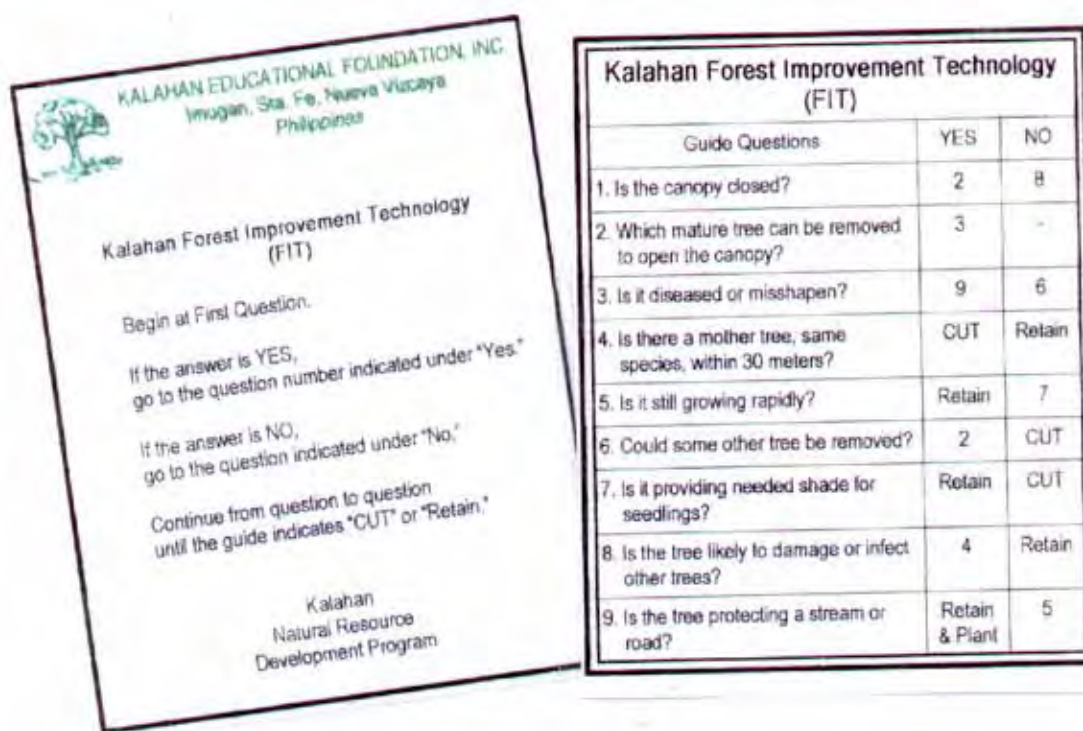 KALAHAN EDUCATIONAL FOUNDATION, INC.
Imugan, Sta. Fe, Nueva Vizcaya
Philippines
Kalahan Forest Improvement Technology
(FIT)
Begin at First Question.
If the answer is YES,
go to the question number indicated under "Yes."
If the answer is NO,
go to the question indicated under "No."
Continue from question to question
until the guide indicates "CUT" or "Retain."
Kalahan
Natural Resource
Development Program
Kalahan Forest Improvement Technology
(FIT)
Guide Questions YES NO
1. Is the canopy closed? 2 8
2. Which mature tree can be removed 3 -
to open the canopy?
3. Is it diseased or misshapen? 9 6
4. Is there a mother tree, same CUT Retain
species, within 30 meters?
5. Is it still growing rapidly? Retain 7
6. Could some other tree be removed? 2 CUT
7. Is it providing needed shade for Retain CUT
seedlings?
8. Is the tree likely to damage or infect 4 Retain
other trees?
9. Is the tree protecting a stream or Retain 5
road? & Plant